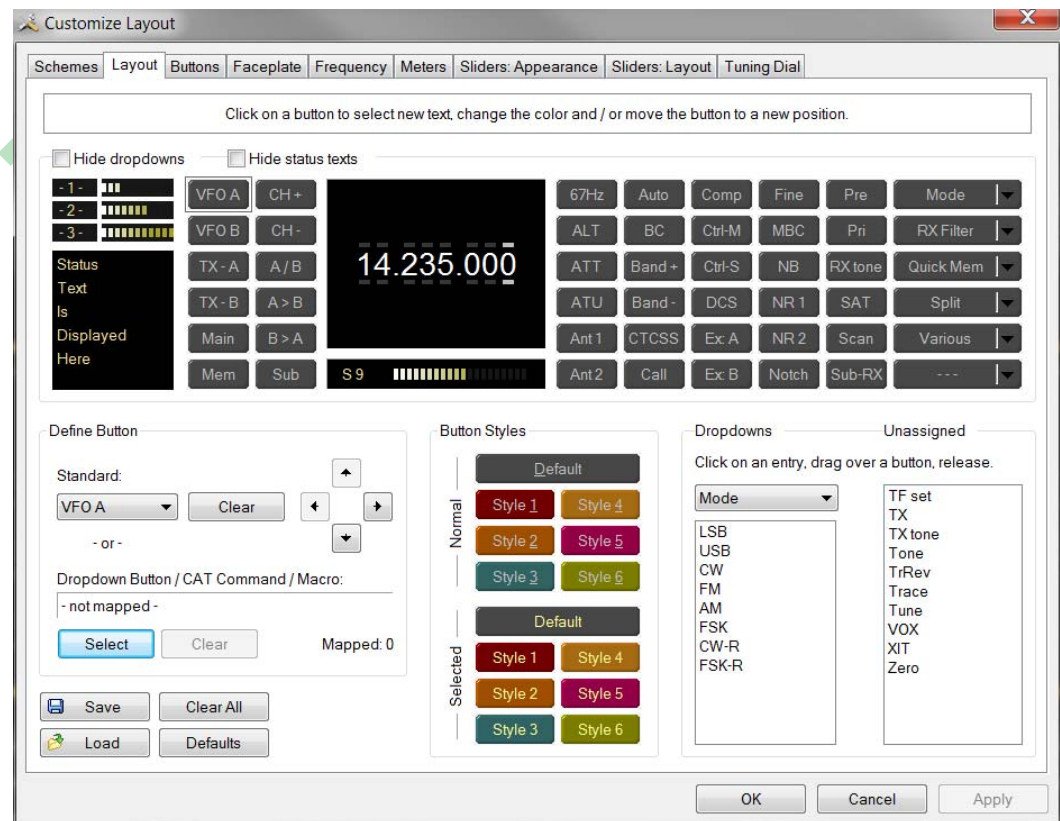 Customize Layout
X
Schemes Layout Buttons Faceplate Frequency Meters Sliders: Appearance Sliders: Layout Tuning Dial
Click on a button to select new text, change the color and / or move the button to a new position.
Hide dropdowns Hide status texts
- 1 -
- 2 -
- 3 -
Status
Text
Is
Displayed
Here
VFO A CH +
VFO B CH -
TX - A A / B
TX - B A > B
Main B > A
Mem Sub
14.235.000
S 9
67Hz Auto Comp Fine Pre Mode
ALT BC Ctrl-M MBC Pri RX Filter
ATT Band + Ctrl-S NB RX tone Quick Mem
ATU Band - DCS NR 1 SAT Split
Ant 1 CTCSS Ex: A NR 2 Scan Various
Ant 2 Call Ex: B Notch Sub-RX - - -
Define Button
Standard:
VFO A Clear
- or -
Dropdown Button / CAT Command / Macro:
- not mapped -
Select Clear Mapped: 0
Save Clear All
Load Defaults
Button Styles
Normal
Default
Style 1 Style 4
Style 2 Style 5
Style 3 Style 6
Selected
Default
Style 1 Style 4
Style 2 Style 5
Style 3 Style 6
Dropdowns Unassigned
Click on an entry, drag over a button, release.
Mode
LSB
USB
CW
FM
AM
FSK
CW-R
FSK-R
TF set
TX
TX tone
Tone
TrRev
Trace
Tune
VOX
XIT
Zero
OK Cancel Apply